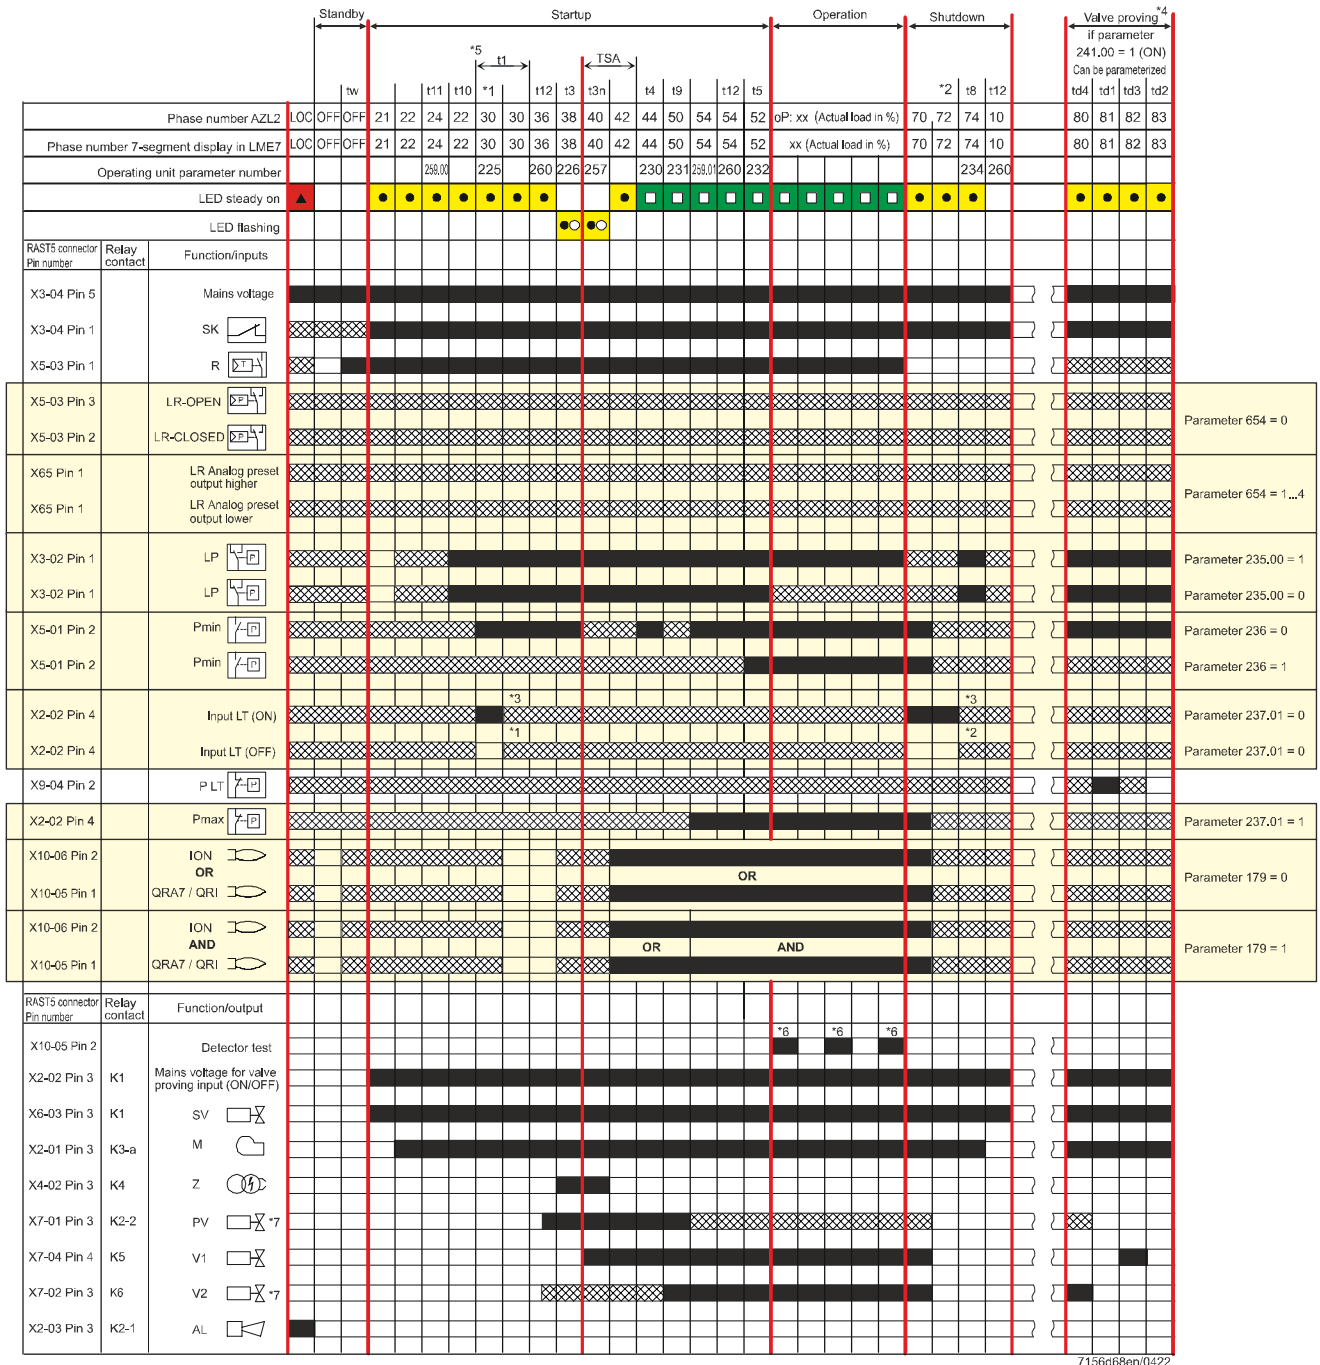 Standby Startup Operation Shutdown Valve proving *4
if parameter
241.00 = 1 (ON)
Can be parameterized
*5 t1 TSA
tw t11 t10 *1 t12 t3 t3n t4 t9 t12 t5 *2 t8 t12 td4 td1 td3 td2
Phase number AZL2 LOC OFF OFF 21 22 24 22 30 30 36 38 40 42 44 50 54 54 52 oP: xx (Actual load in %) 70 72 74 10 80 81 82 83
Phase number 7-segment display in LME7 LOC OFF OFF 21 22 24 22 30 30 36 38 40 42 44 50 54 54 52 xx (Actual load in %) 70 72 74 10 80 81 82 83
Operating unit parameter number 259.00 225 260 226 257 230 231 259.01 260 232 234 260
LED steady on
LED flashing
RAST5 connector Pin number Relay contact Function/inputs
X3-04 Pin 5 Mains voltage
X3-04 Pin 1 SK
X5-03 Pin 1 R T
X5-03 Pin 3 LR-OPEN P
Parameter 654 = 0
X5-03 Pin 2 LR-CLOSED P
X65 Pin 1 LR Analog preset output higher
Parameter 654 = 1...4
X65 Pin 1 LR Analog preset output lower
X3-02 Pin 1 LP P Parameter 235.00 = 1
X3-02 Pin 1 LP P Parameter 235.00 = 0
X5-01 Pin 2 Pmin P Parameter 236 = 0
X5-01 Pin 2 Pmin P Parameter 236 = 1
*3 *3
X2-02 Pin 4 Input LT (ON) Parameter 237.01 = 0
*1 *2
X2-02 Pin 4 Input LT (OFF) Parameter 237.01 = 0
X9-04 Pin 2 P LT P
X2-02 Pin 4 Pmax P Parameter 237.01 = 1
X10-06 Pin 2 ION
OR OR Parameter 179 = 0
X10-05 Pin 1 QRA7 / QRI
X10-06 Pin 2 ION
AND OR AND Parameter 179 = 1
X10-05 Pin 1 QRA7 / QRI
RAST5 connector Pin number Relay contact Function/output
*6 *6 *6
X10-05 Pin 2 Detector test
X2-02 Pin 3 K1 Mains voltage for valve proving input (ON/OFF)
X6-03 Pin 3 K1 SV
X2-01 Pin 3 K3-a M
X4-02 Pin 3 K4 Z
X7-01 Pin 3 K2-2 PV *7
X7-04 Pin 4 K5 V1
X7-02 Pin 3 K6 V2 *7
X2-03 Pin 3 K2-1 AL
7156d68en/0422